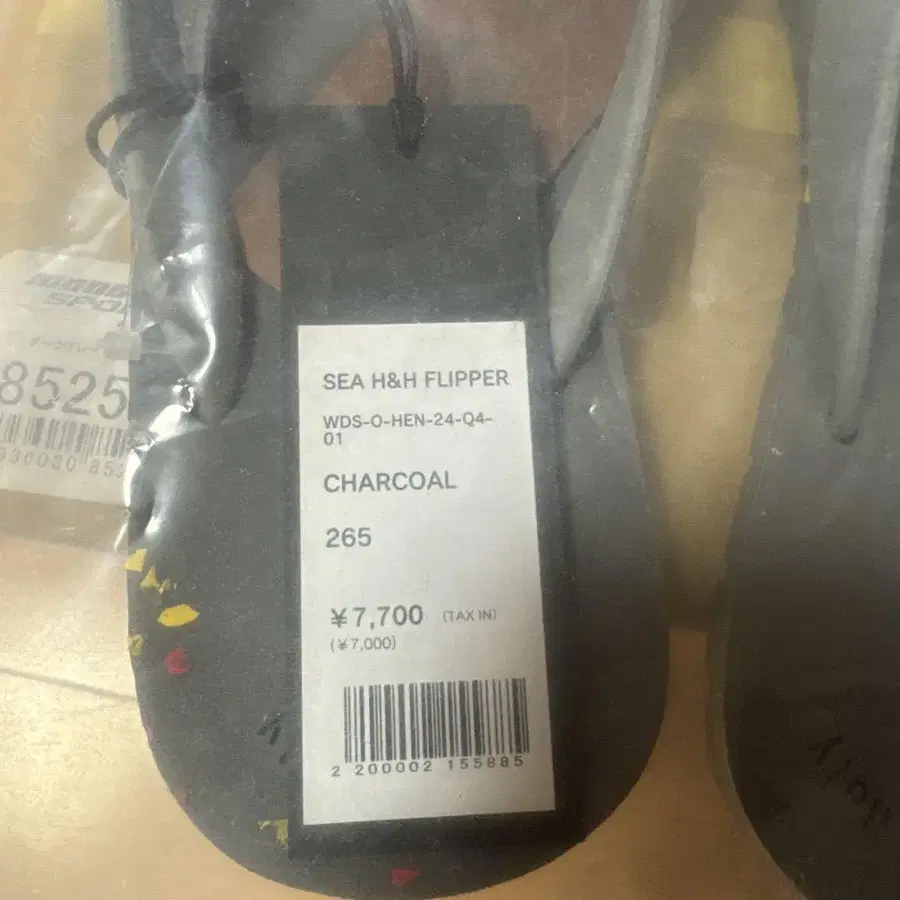 SEA H&H FLIPPER
WDS-O-HEN-24-Q4-
01
CHARCOAL
265
¥7,700 (TAX IN)
(¥7,000)
2 200002 155885
SPO
8525